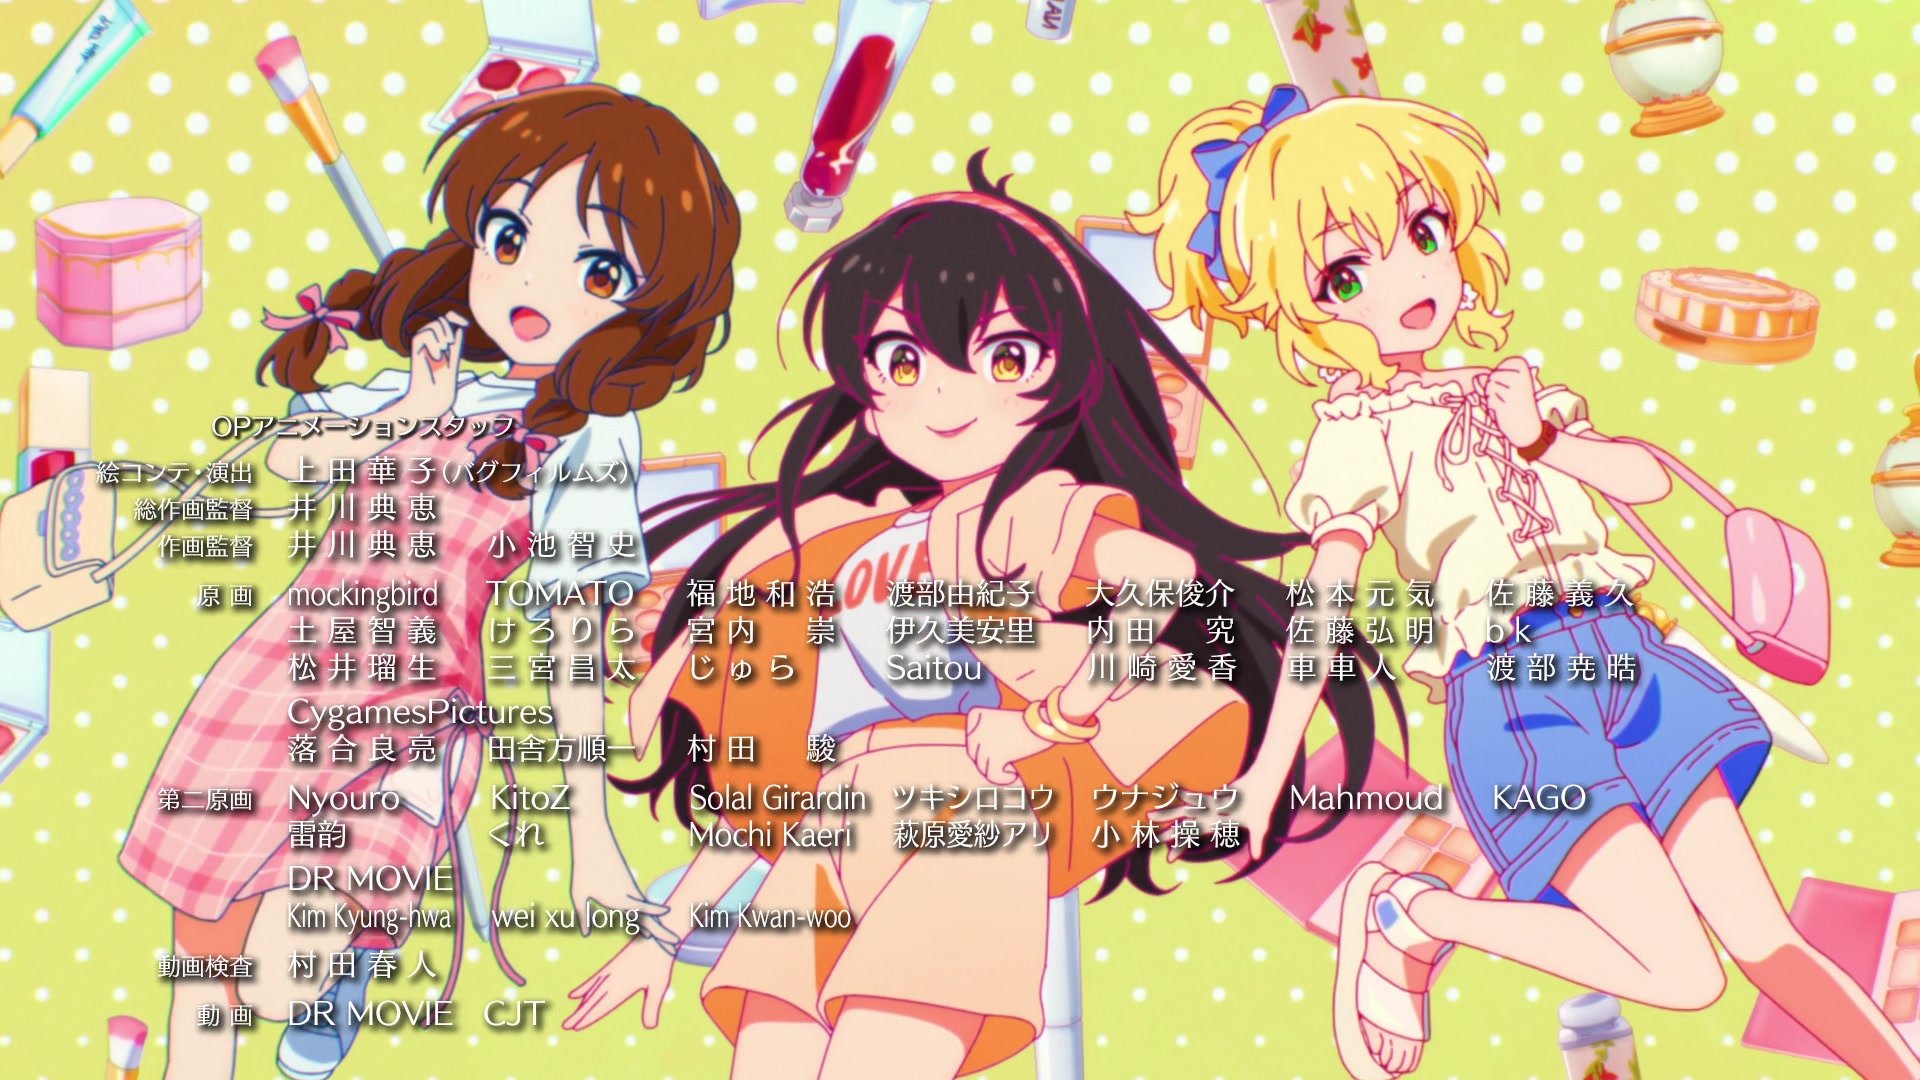 OPアニメーションスタッフ
絵コンテ・演出 上田華子(バグフィルムズ)
総作画監督 井川典恵
作画監督 井川典恵 小池智史
原画 mockingbird TOMATO 福地和浩 渡部由紀子 大久保俊介 松本元気 佐藤義久
土屋智義 けろりら 宮内崇 伊久美安里 内田究 佐藤弘明 bk
松井瑠生 三宮昌太 じゅら Saitou 川崎愛香 車車人 渡部尭晧
CygamesPictures
落合良亮 田舎方順一 村田駿
第二原画 Nyouro KitoZ Solal Girardin ツキシロコウ ウナジュウ Mahmoud KAGO
雷韵 くれ Mochi Kaeri 萩原愛紗アリ 小林操穂
DR MOVIE
Kim Kyung-hwa wei xu long Kim Kwan-woo
動画検査 村田春人
動画 DR MOVIE CJT